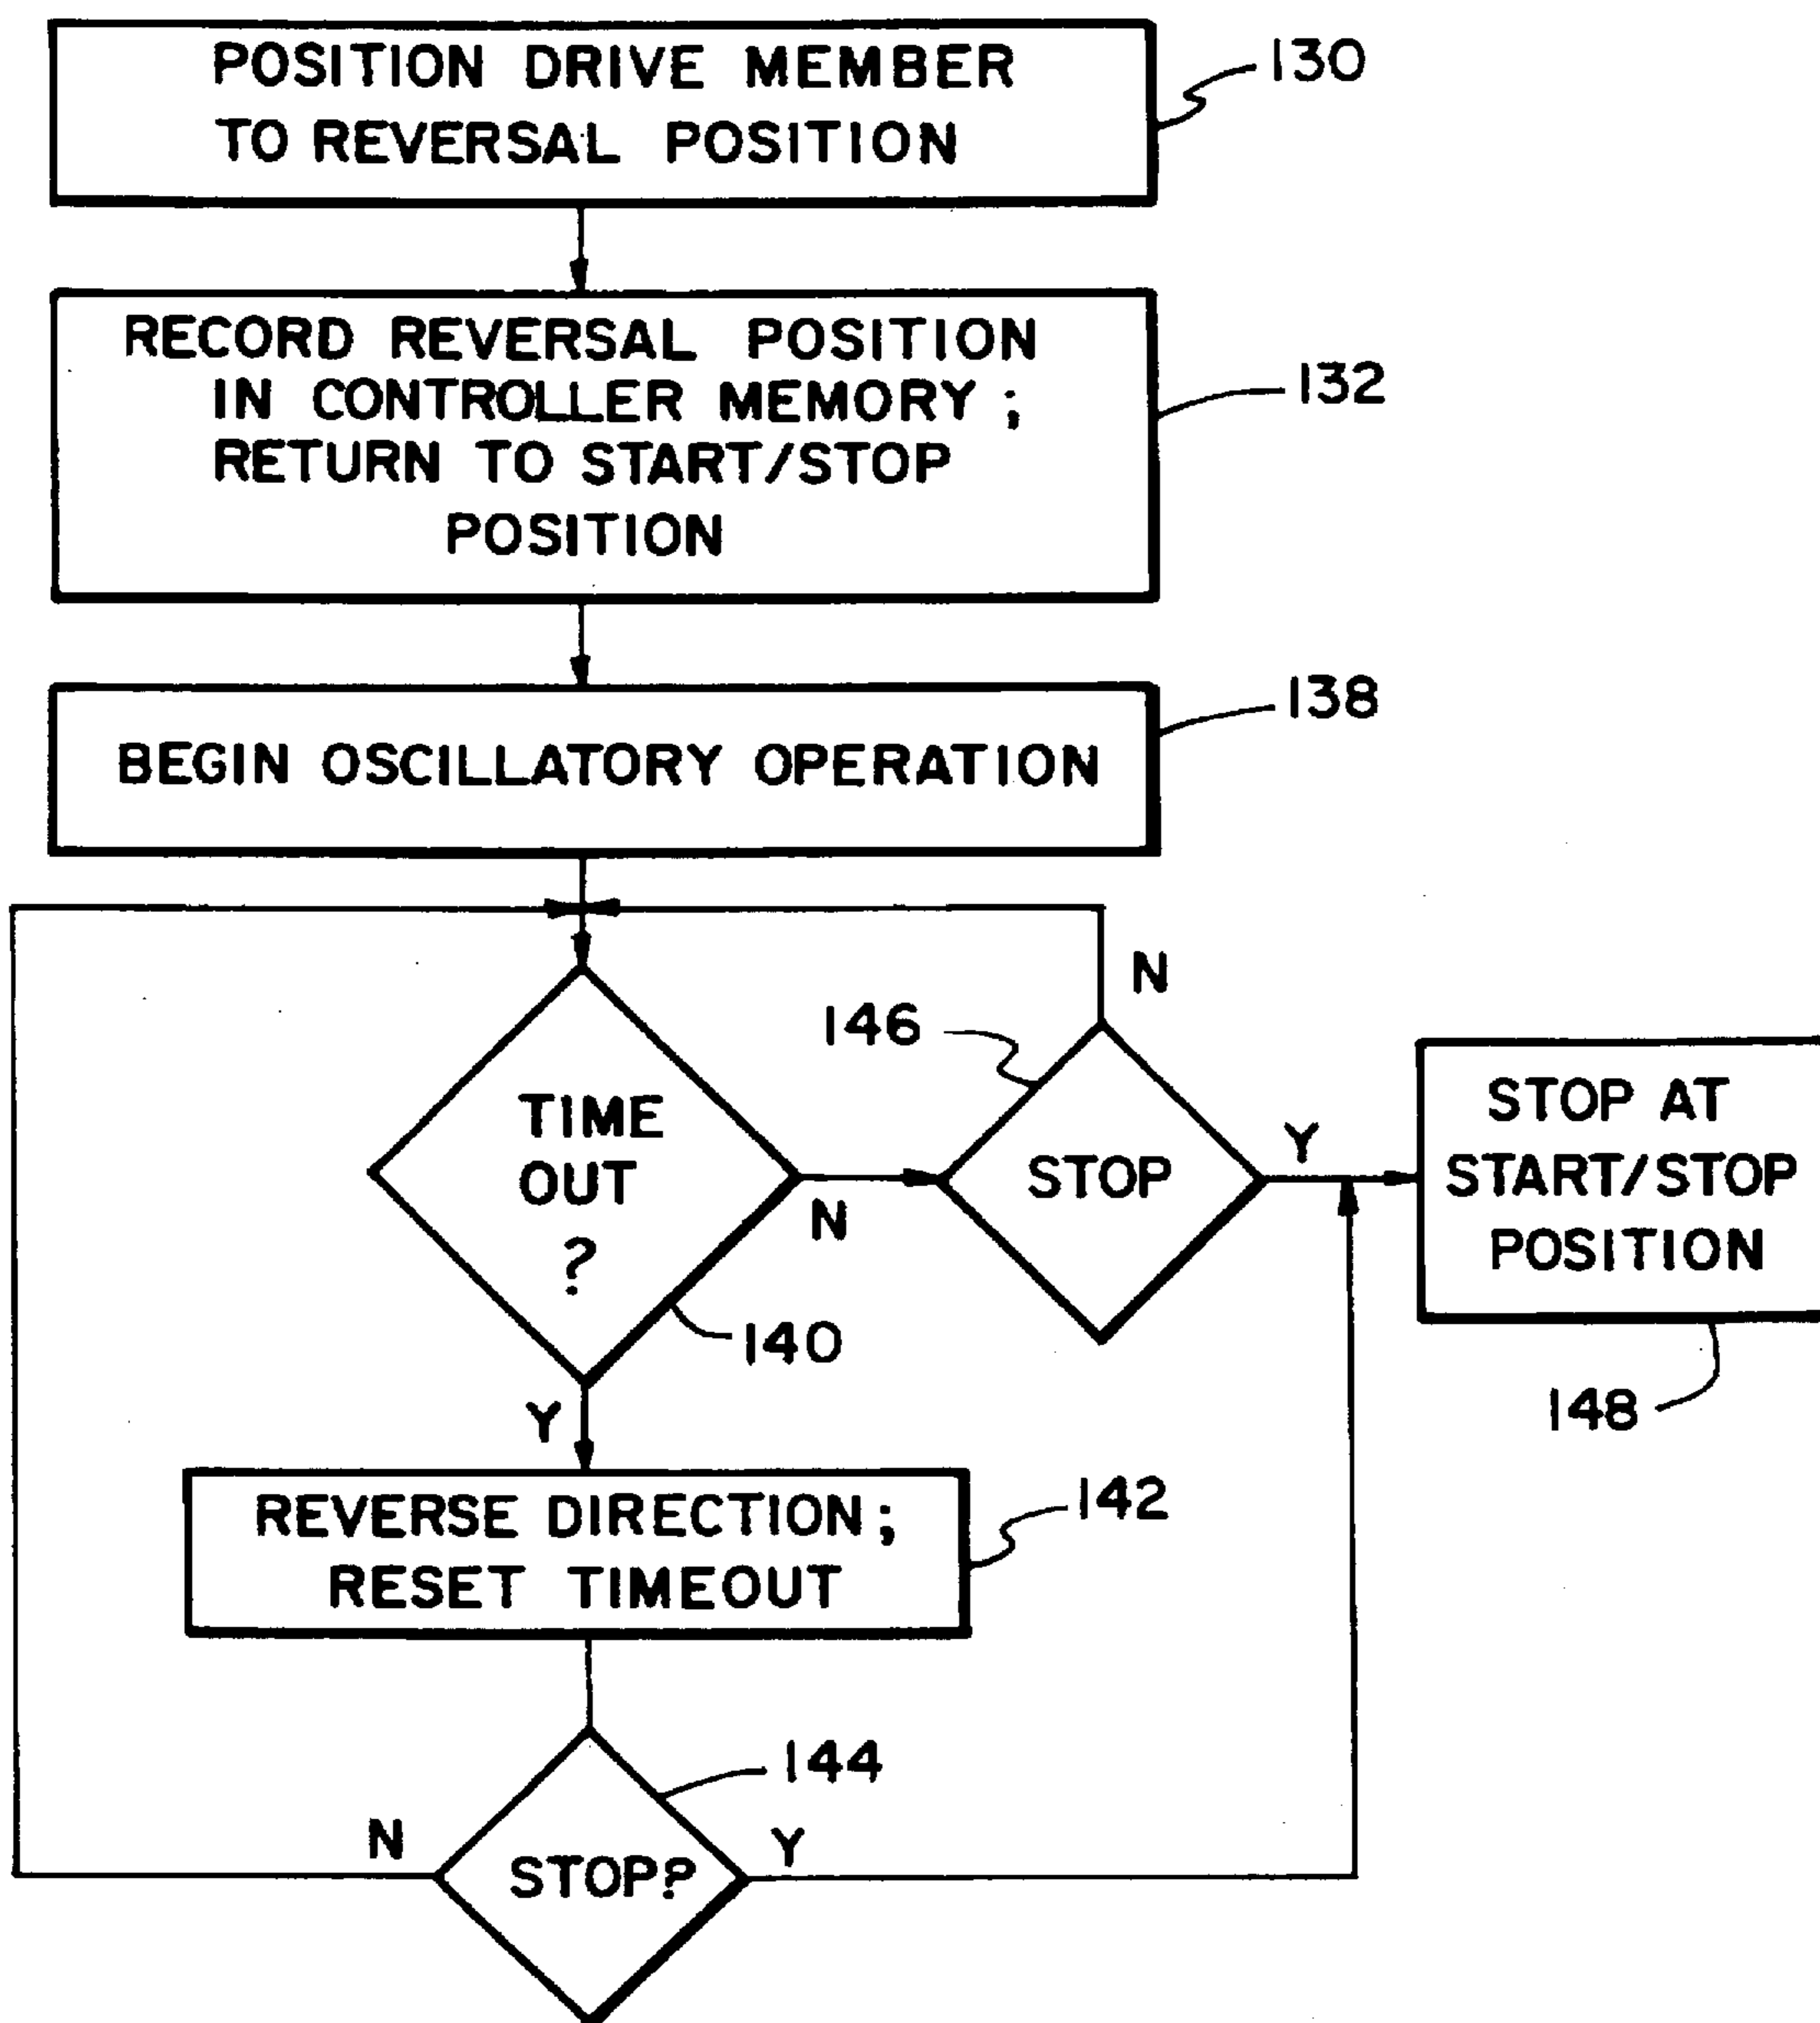 POSITION DRIVE MEMBER
TO REVERSAL POSITION
130
RECORD REVERSAL POSITION
IN CONTROLLER MEMORY;
RETURN TO START/STOP
POSITION
132
BEGIN OSCILLATORY OPERATION
138
TIME
OUT
?
N
Y
140
146
STOP
N
Y
STOP AT
START/STOP
POSITION
148
REVERSE DIRECTION;
RESET TIMEOUT
142
144
STOP?
N
Y